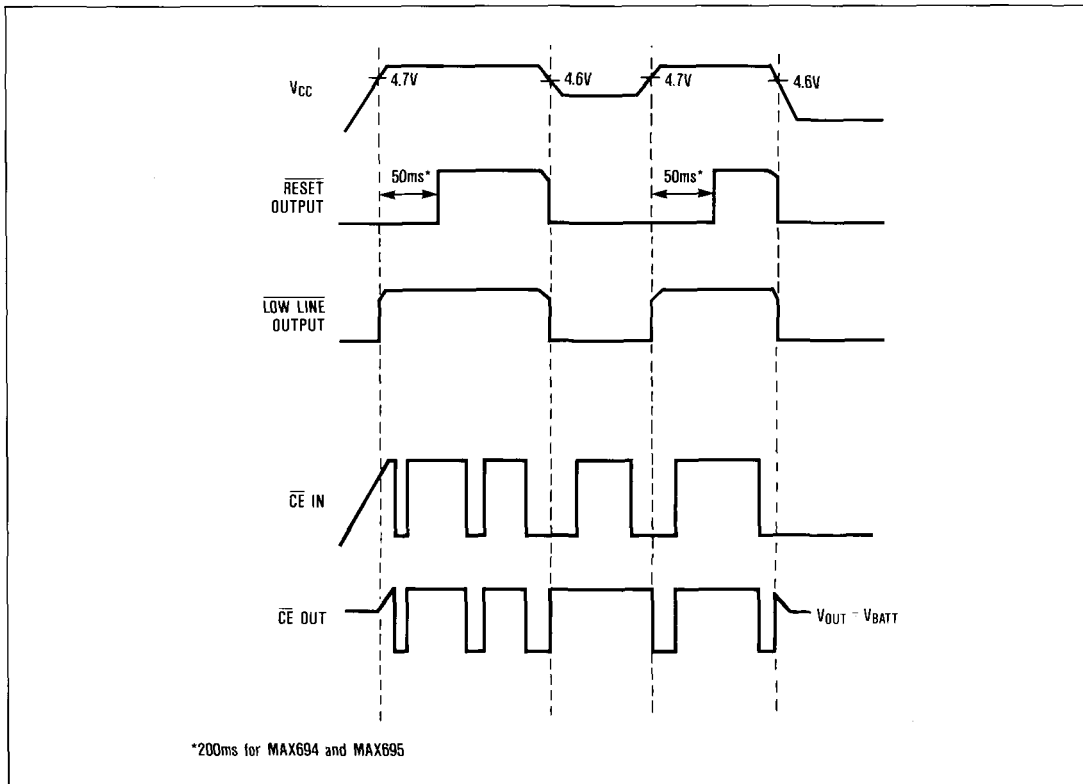 4.7V 4.6V 4.7V 4.6V
VCC
50ms* 50ms*
RESET
OUTPUT
LOW LINE
OUTPUT
CE IN
CE OUT
VOUT = VBATT
*200ms for MAX694 and MAX695